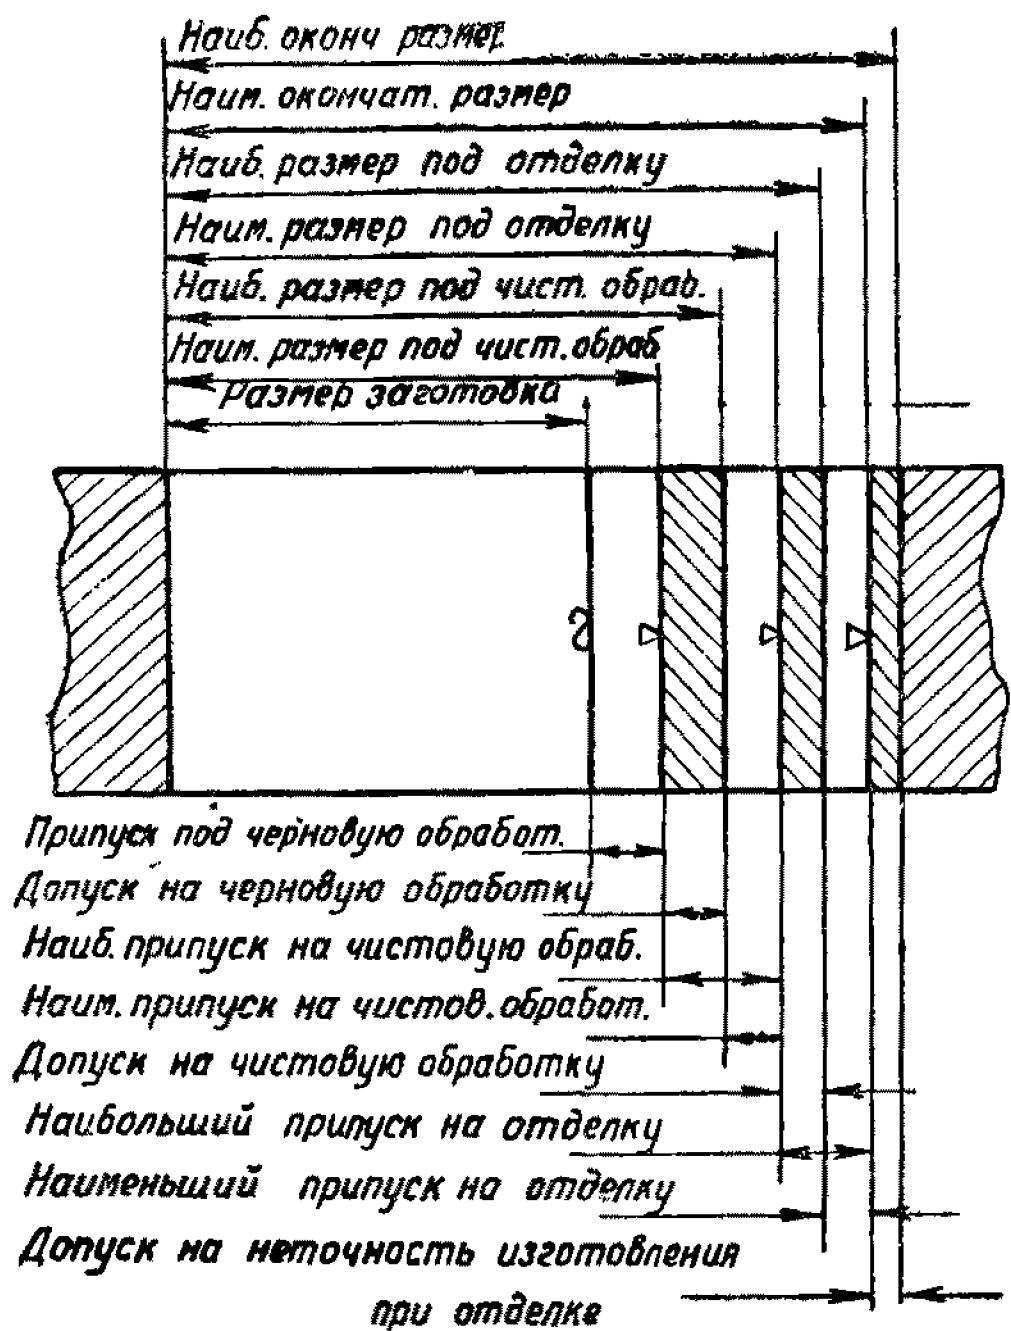 Наиб. оконч размер.
Наим. окончат. размер
Наиб. размер под отделку
Наим. размер под отделку
Наиб. размер под чист. обраб.
Наим. размер под чист. обраб
Размер заготовка
Припуск под черновую обработ.
Допуск на черновую обработку
Наиб. припуск на чистовую обраб.
Наим. припуск на чистов. обработ.
Допуск на чистовую обработку
Наибольший припуск на отделку
Наименьший припуск на отделку
Допуск на неточность изготовления
при отделке